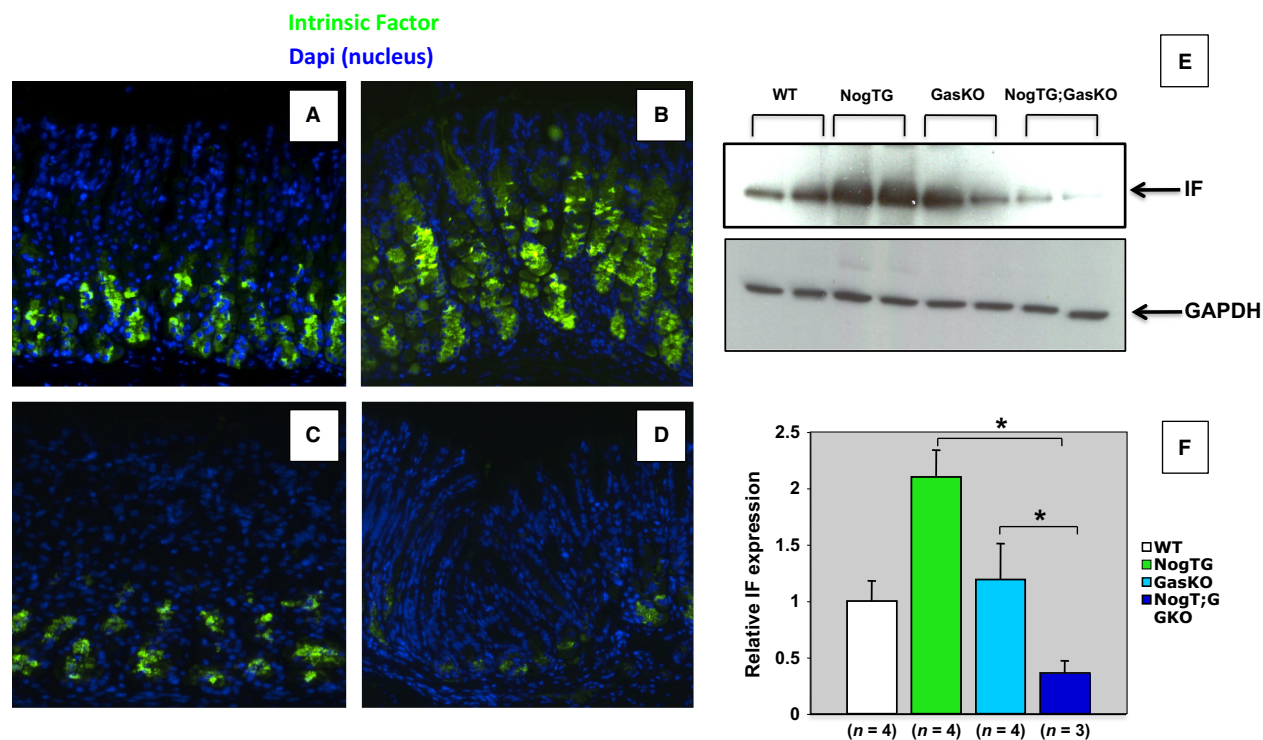 Intrinsic Factor
Dapi (nucleus)
A
B
C
D
E
WT NogTG GasKO NogTG;GasKO
IF
GAPDH
F
Relative IF expression
2.5
2
1.5
1
0.5
0
*
*
(n = 4) (n = 4) (n = 4) (n = 3)
WT
NogTG
GasKO
NogT;G
GKO